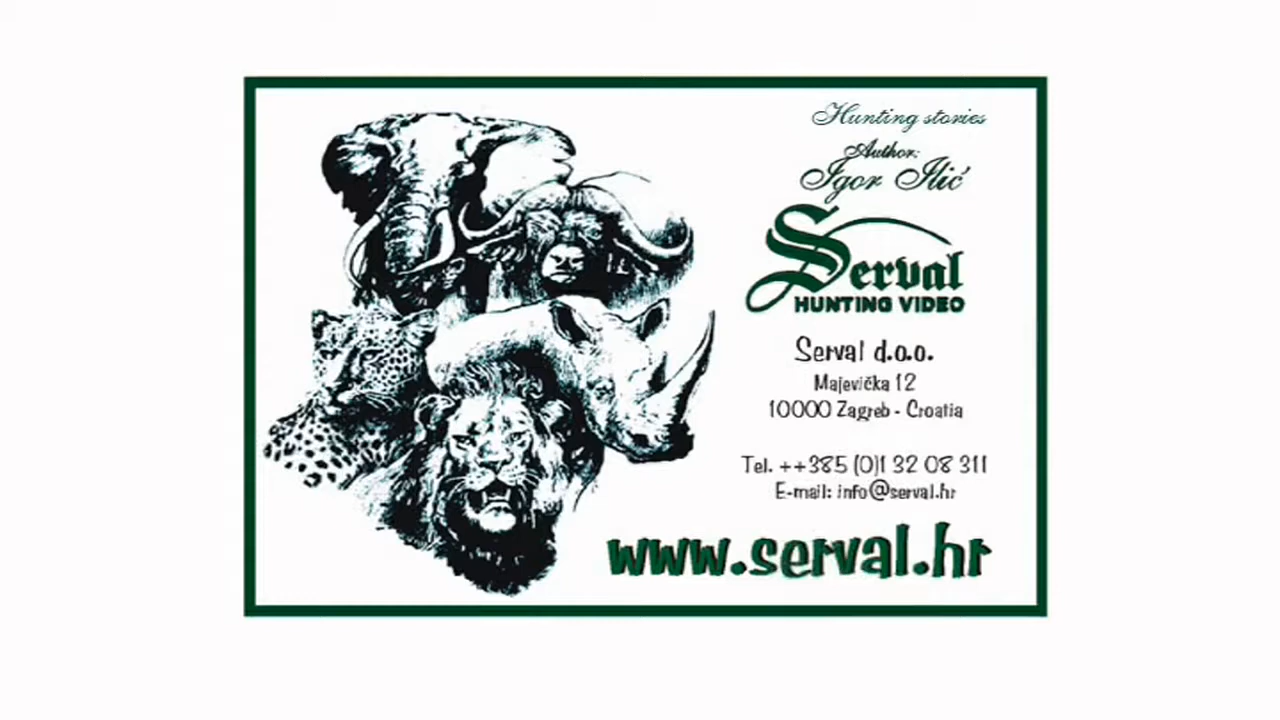 Hunting stories
Author:
Igor Ilić
Serval
HUNTING VIDEO
Serval d.o.o.
Majevička 12
10000 Zagreb - Croatia
Tel. ++385 (0)1 32 08 311
E-mail: info@serval.hr
www.serval.hr